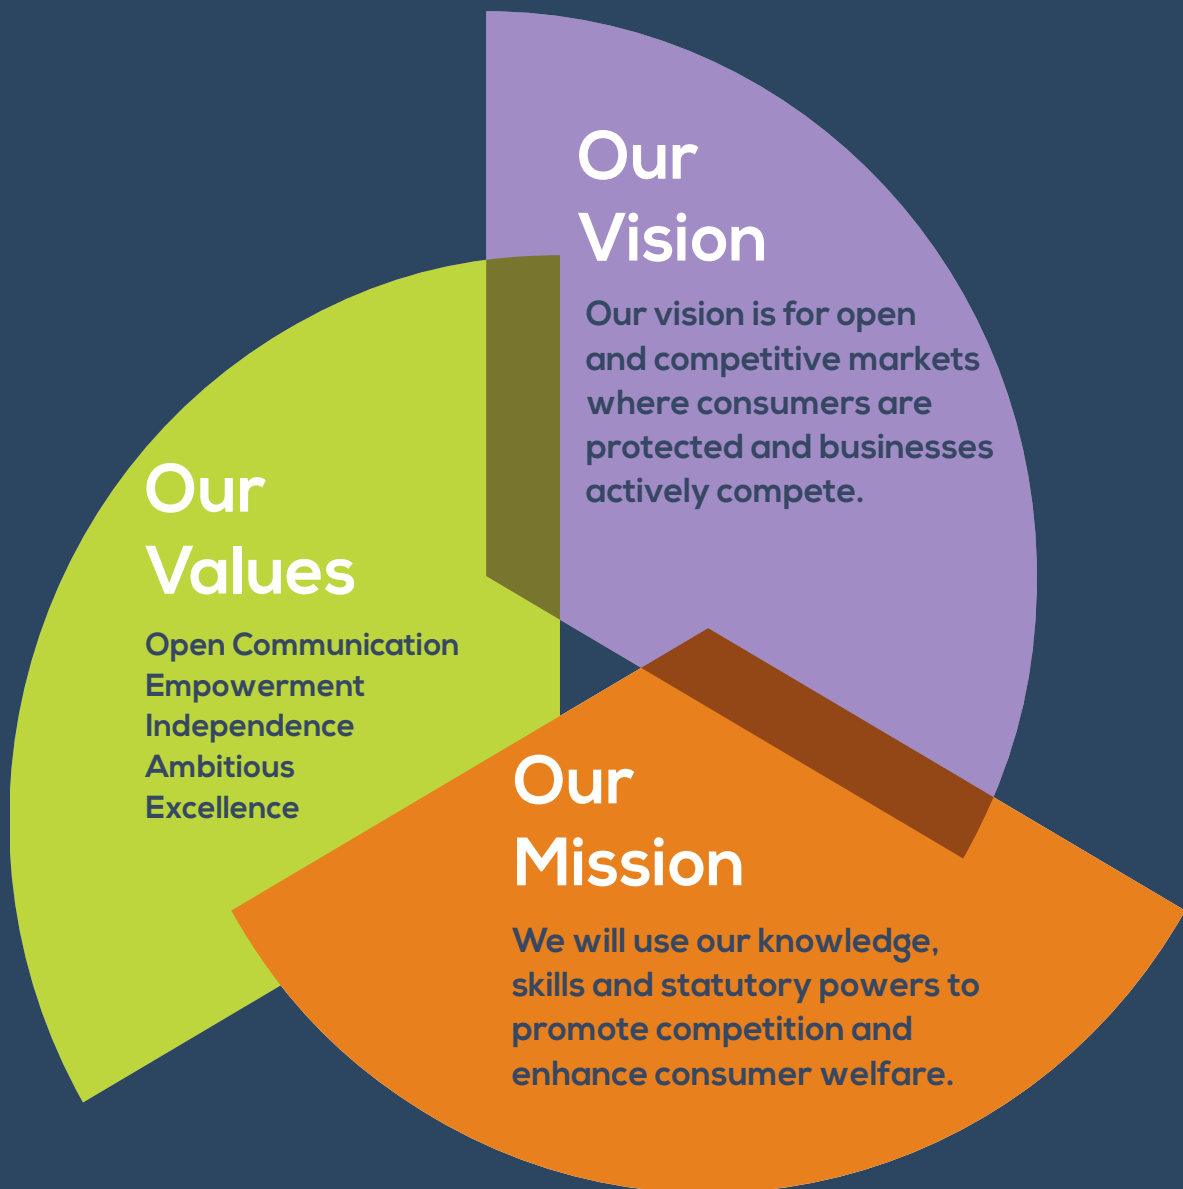 Our
Vision
Our vision is for open
and competitive markets
where consumers are
protected and businesses
actively compete.
Our
Values
Open Communication
Empowerment
Independence
Ambitious
Excellence
Our
Mission
We will use our knowledge,
skills and statutory powers to
promote competition and
enhance consumer welfare.